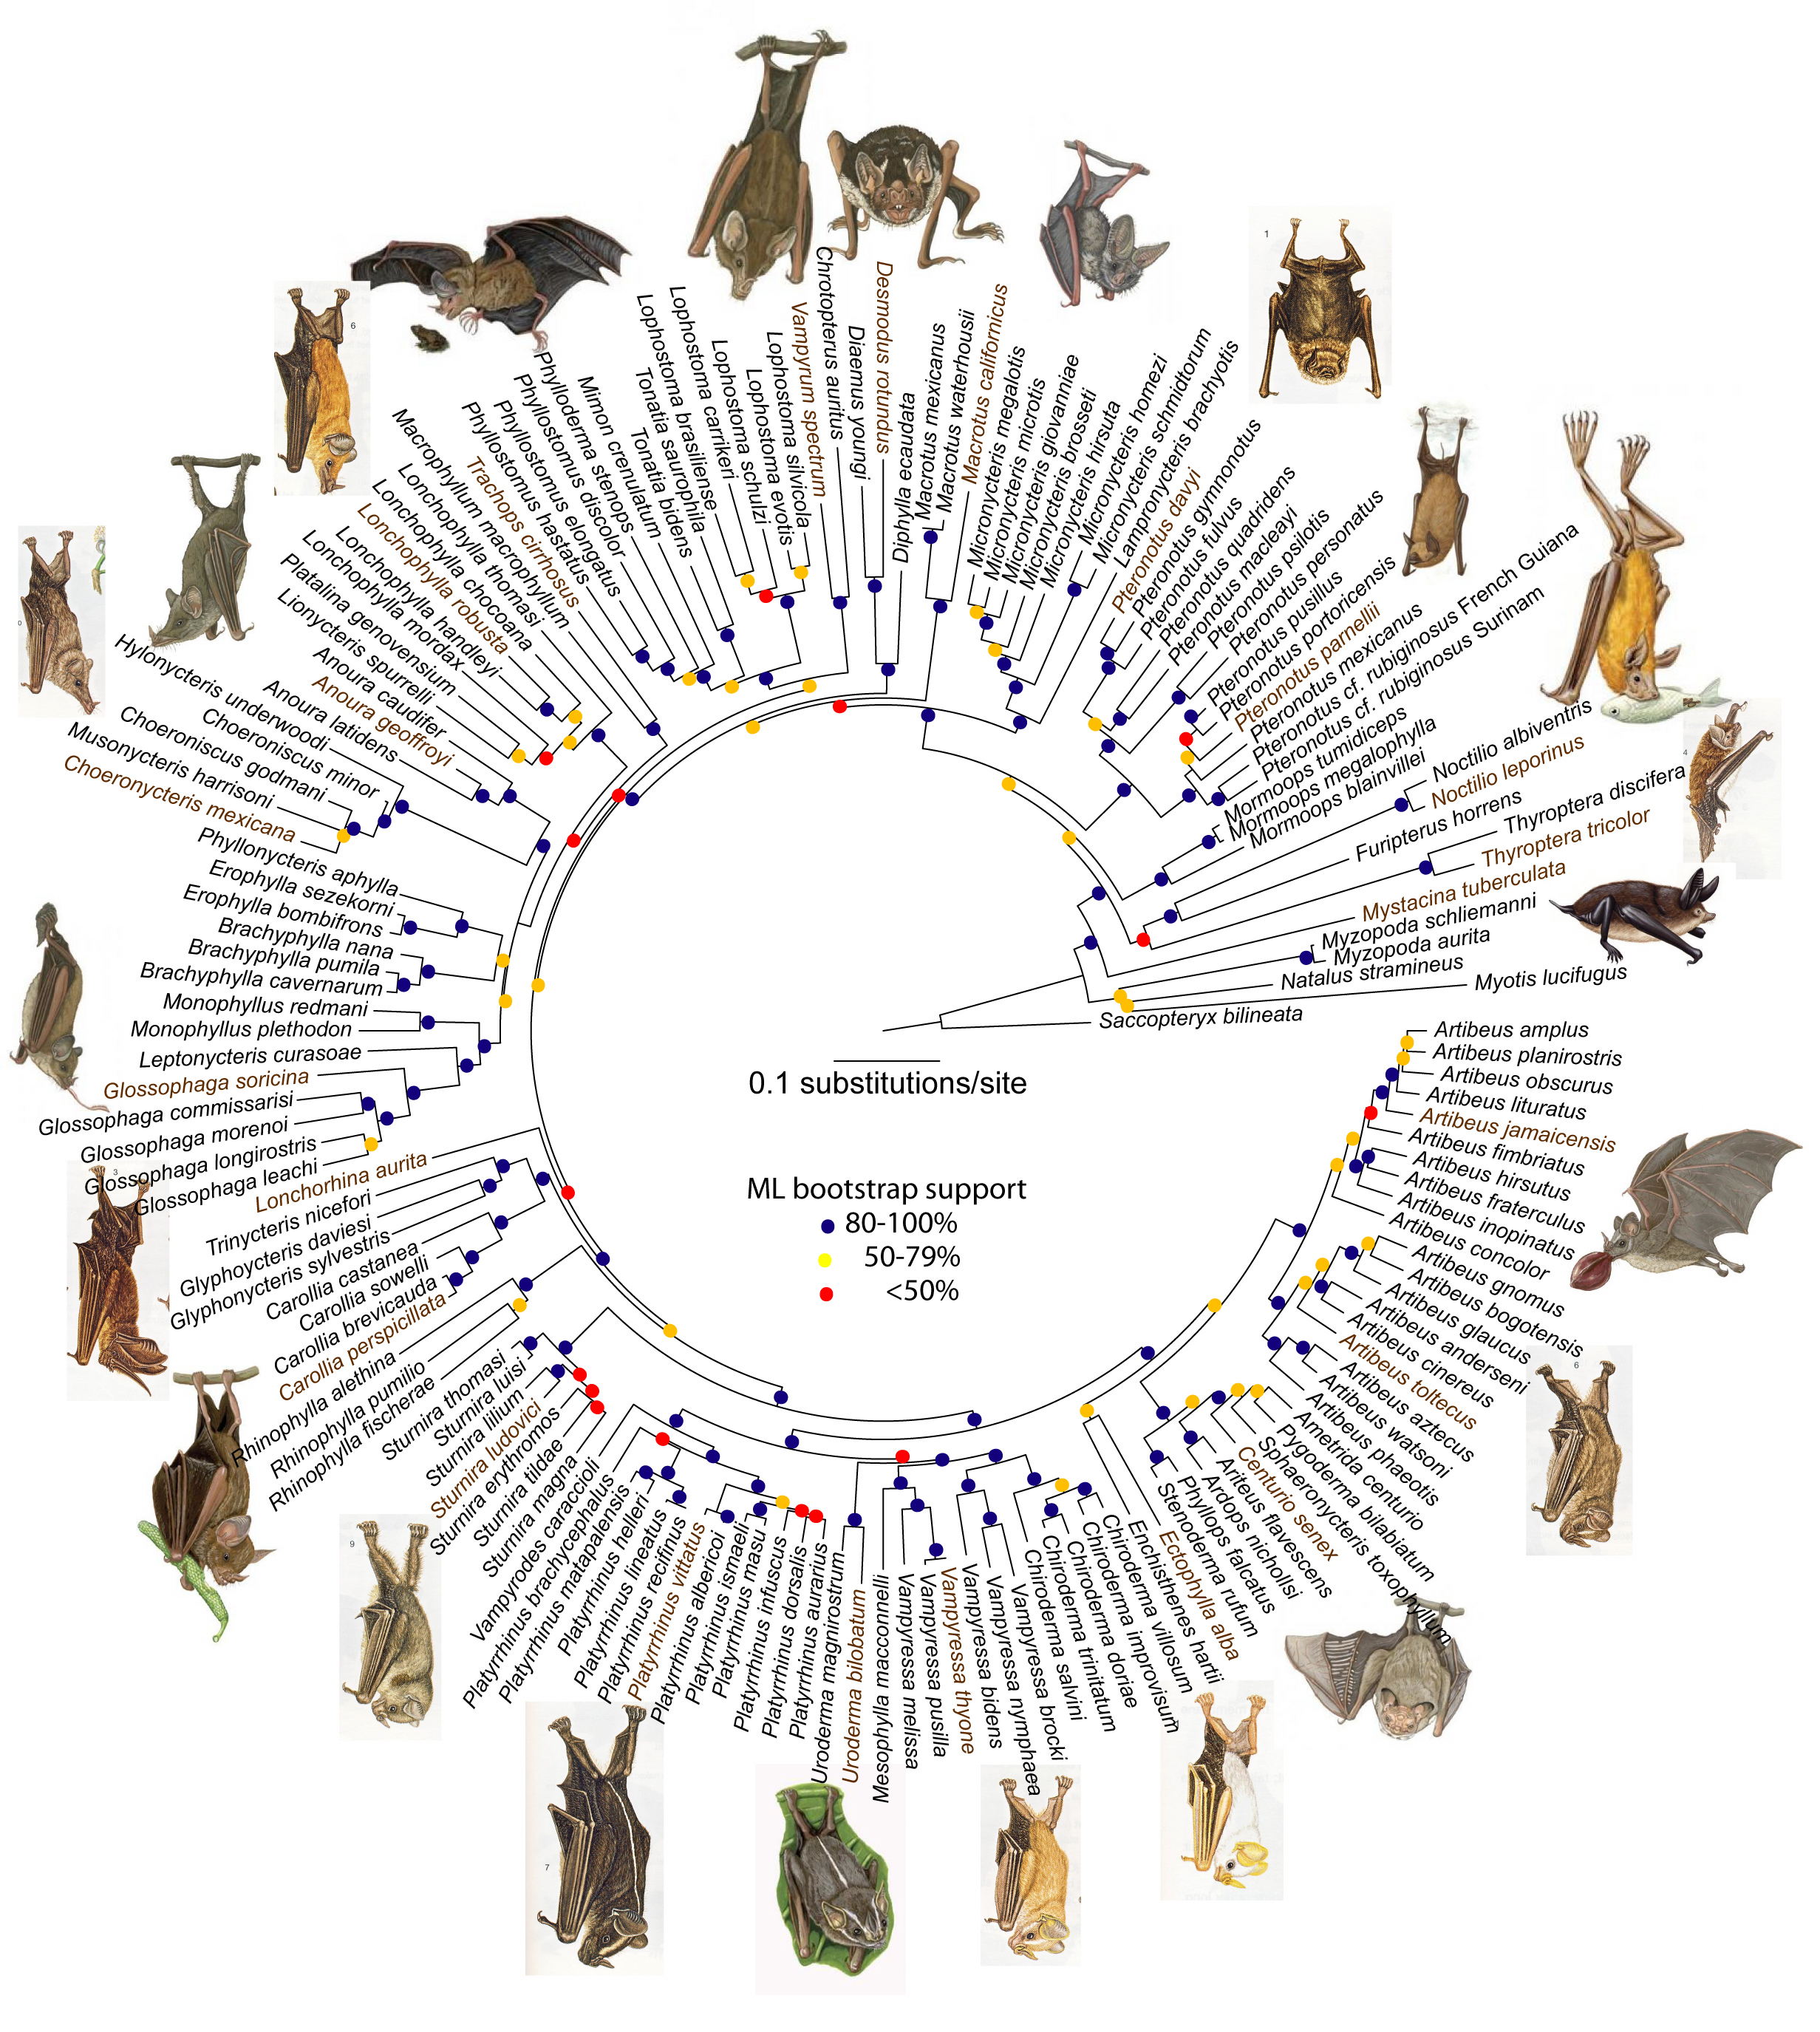 Chrotopterus auritus
Diaemus youngi
Desmodus rotundus
Diphylla ecaudata
Macrotus mexicanus
Macrotus waterhousii
Macrotus californicus
Micronycteris megalotis
Micronycteris microtis
Micronycteris giovanniae
Micronycteris brosseti
Micronycteris hirsuta
Micronycteris homezi
Micronycteris schmidtorum
Lampronycteris brachyotis
Pteronotus davyi
Pteronotus gymnonotus
Pteronotus fulvus
Pteronotus quadridens
Pteronotus macleayi
Pteronotus psilotis
Pteronotus personatus
Pteronotus pusillus
Pteronotus portoricensis
Pteronotus parnellii
Pteronotus mexicanus
Pteronotus cf. rubiginosus French Guiana
Pteronotus cf. rubiginosus Surinam
Mormoops tumidiceps
Mormoops megalophylla
Mormoops blainvillei
Noctilio albiventris
Noctilio leporinus
Furipterus horrens
Thyroptera discifera
Thyroptera tricolor
Mystacina tuberculata
Myzopoda schliemanni
Myzopoda aurita
Natalus stramineus
Myotis lucifugus
Saccopteryx bilineata
Artibeus amplus
Artibeus planirostris
Artibeus obscurus
Artibeus lituratus
Artibeus jamaicensis
Artibeus fimbriatus
Artibeus hirsutus
Artibeus fraterculus
Artibeus inopinatus
Artibeus concolor
Artibeus gnomus
Artibeus bogotensis
Artibeus glaucus
Artibeus anderseni
Artibeus cinereus
Artibeus toltecus
Artibeus aztecus
Artibeus watsoni
Artibeus phaeotis
Ametrida centurio
Pygoderma bilabiatum
Sphaeronycteris toxophyllum
Centurio senex
Ariteus flavescens
Ardops nichollsi
Phyllops falcatus
Stenoderma rufum
Ectophylla alba
Enchisthenes hartii
Chiroderma villosum
Chiroderma improvisum
Chiroderma doriae
Chiroderma trinitatum
Chiroderma salvini
Vampyressa brocki
Vampyressa nymphaea
Vampyressa bidens
Vampyressa thyone
Vampyressa pusilla
Vampyressa melissa
Mesophylla macconnelli
Uroderma bilobatum
Uroderma magnirostrum
Platyrrhinus aurarius
Platyrrhinus dorsalis
Platyrrhinus infuscus
Platyrrhinus masu
Platyrrhinus ismaeli
Platyrrhinus albericoi
Platyrrhinus vittatus
Platyrrhinus recifinus
Platyrrhinus lineatus
Platyrrhinus helleri
Platyrrhinus matapalensis
Platyrrhinus brachycephalus
Vampyrodes caraccioli
Sturnira magna
Sturnira tildae
Sturnira erythromos
Sturnira ludovici
Sturnira lilium
Sturnira luisi
Sturnira thomasi
Rhinophylla fischerae
Rhinophylla pumilio
Rhinophylla alethina
Carollia perspicillata
Carollia brevicauda
Carollia sowelli
Carollia castanea
Glyphonycteris sylvestris
Glyphoycteris daviesi
Trinycteris nicefori
Lonchorhina aurita
Glossophaga leachi
Glossophaga longirostris
Glossophaga morenoi
Glossophaga commissarisi
Glossophaga soricina
Leptonycteris curasoae
Monophyllus plethodon
Monophyllus redmani
Brachyphylla cavernarum
Brachyphylla pumila
Brachyphylla nana
Erophylla bombifrons
Erophylla sezekorni
Phyllonycteris aphylla
Choeronycteris mexicana
Musonycteris harrisoni
Choeroniscus godmani
Choeroniscus minor
Hylonycteris underwoodi
Anoura latidens
Anoura geoffroyi
Anoura caudifer
Lionycteris spurrelli
Platalina genovensium
Lonchophylla mordax
Lonchophylla handleyi
Lonchophylla robusta
Lonchophylla chocoana
Lonchophylla thomasi
Macrophyllum macrophyllum
Trachops cirrhosus
Phyllostomus hastatus
Phyllostomus elongatus
Phyllostomus discolor
Phylloderma stenops
Mimon crenulatum
Tonatia bidens
Tonatia saurophila
Lophostoma brasiliense
Lophostoma carrikeri
Lophostoma schulzi
Lophostoma evotis
Lophostoma silvicola
Vampyrum spectrum
0.1 substitutions/site
ML bootstrap support
80-100%
50-79%
<50%
1
6
4
3
6
9
7